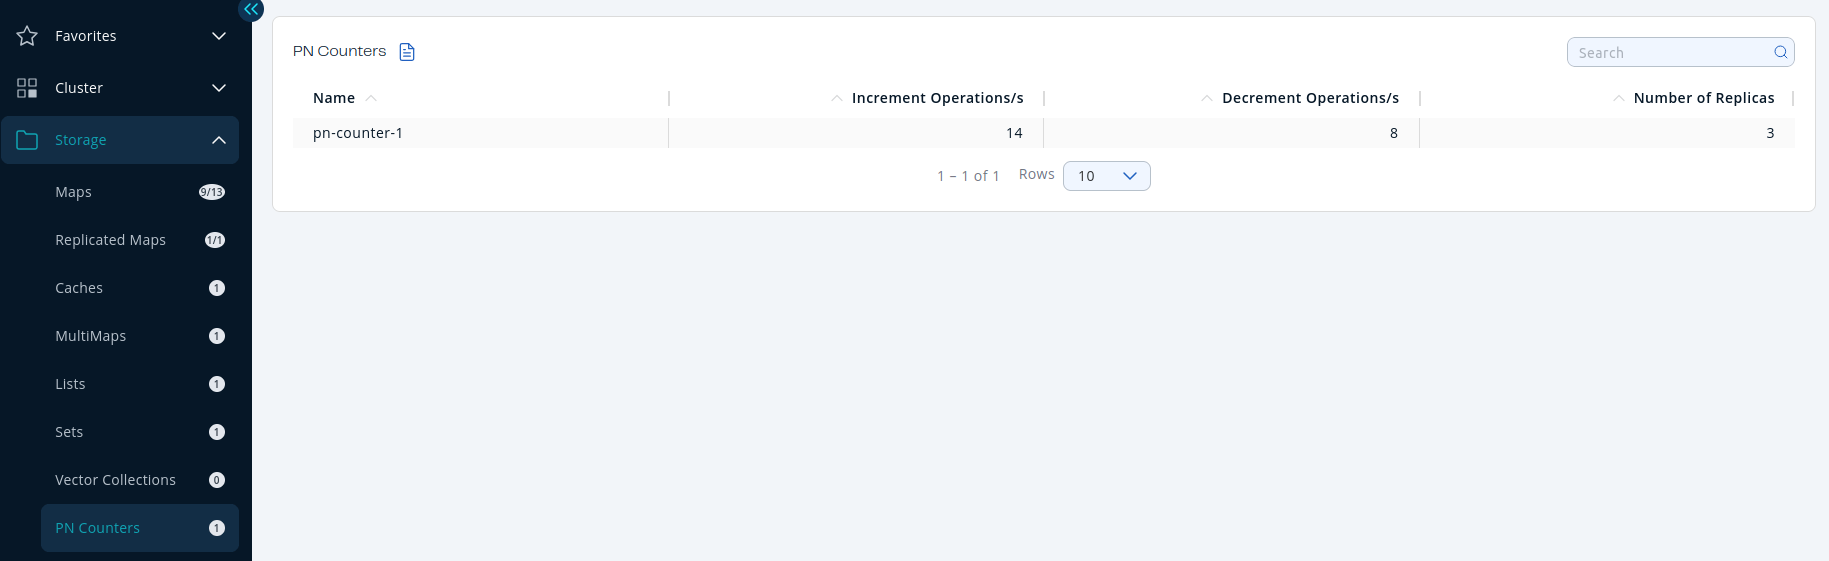 Favorites
Cluster
Storage
Maps 9/13
Replicated Maps 1/1
Caches 1
MultiMaps 1
Lists 1
Sets 1
Vector Collections 0
PN Counters 1
PN Counters
Search
Name Increment Operations/s Decrement Operations/s Number of Replicas
pn-counter-1 14 8 3
1 – 1 of 1 Rows 10